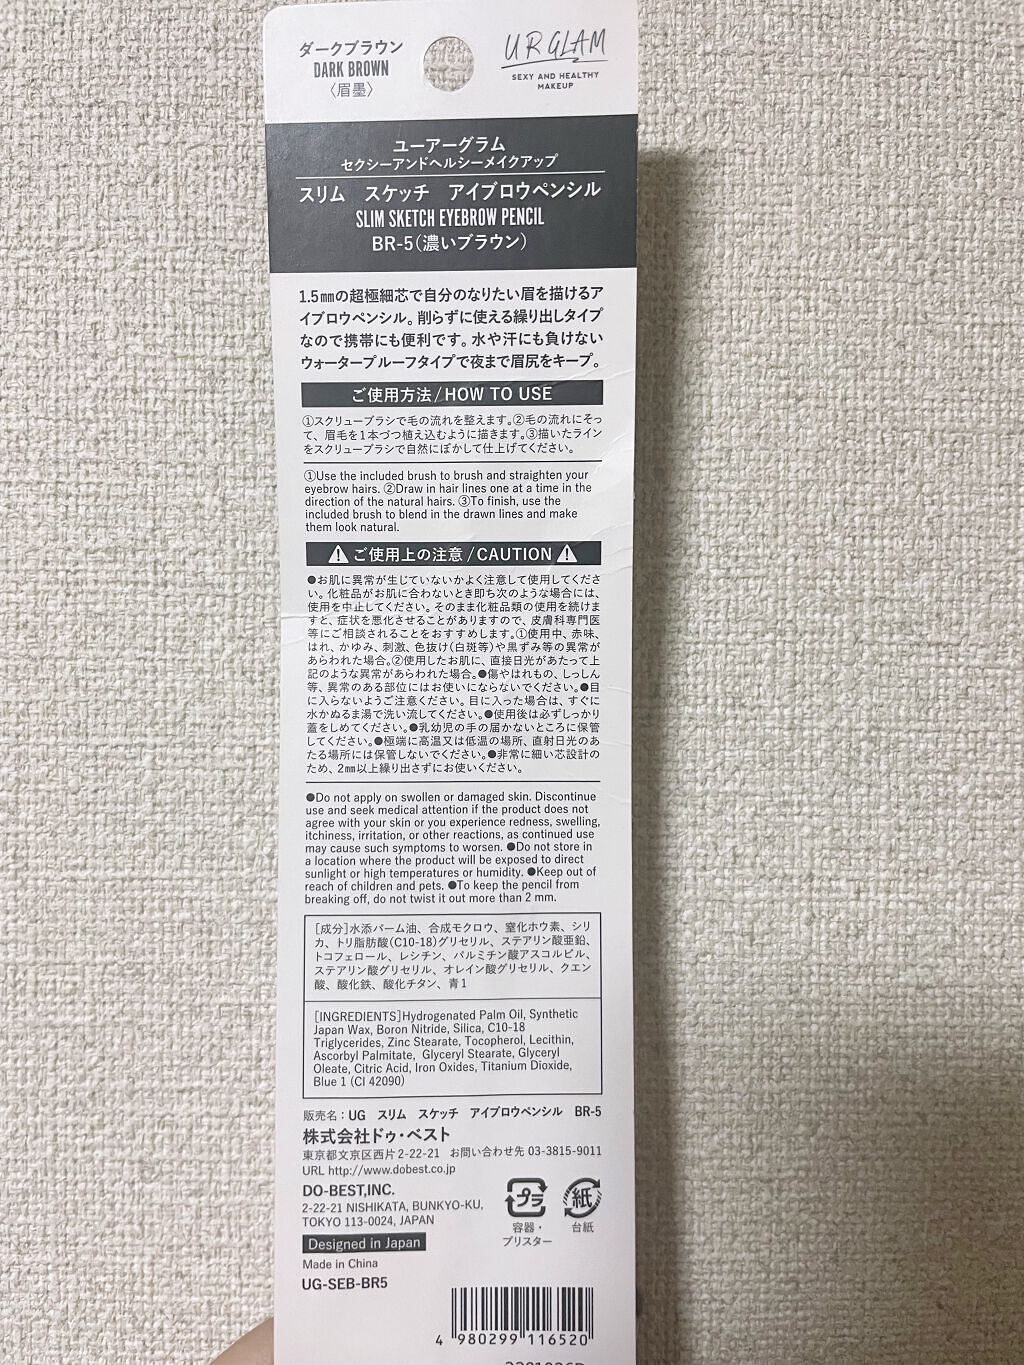 ダークブラウン
DARK BROWN
〈眉墨〉
UR GLAM
SEXY AND HEALTHY
MAKEUP
ユーアーグラム
セクシーアンドヘルシーメイクアップ
スリム　スケッチ　アイブロウペンシル
SLIM SKETCH EYEBROW PENCIL
BR-5（濃いブラウン）
1.5㎜の超極細芯で自分のなりたい眉を描けるア
イブロウペンシル。削らずに使える繰り出しタイプ
なので携帯にも便利です。水や汗にも負けない
ウォータープルーフタイプで夜まで眉尻をキープ。
ご使用方法/HOW TO USE
①スクリューブラシで毛の流れを整えます。②毛の流れにそっ
て、眉毛を1本づつ植え込むように描きます。③描いたライン
をスクリューブラシで自然にぼかして仕上げてください。
①Use the included brush to brush and straighten your
eyebrow hairs. ②Draw in hair lines one at a time in the
direction of the natural hairs. ③To finish, use the
included brush to blend in the drawn lines and make
them look natural.
⚠ご使用上の注意/CAUTION⚠
●お肌に異常が生じていないかよく注意して使用してくださ
い。化粧品がお肌に合わないとき即ち次のような場合には、
使用を中止してください。そのまま化粧品類の使用を続けま
すと、症状を悪化させることがありますので、皮膚科専門医
等にご相談されることをおすすめします。①使用中、赤味、
はれ、かゆみ、刺激、色抜け(白斑等)や黒ずみ等の異常が
あらわれた場合。②使用したお肌に、直接日光があたって上
記のような異常があらわれた場合。●傷やはれもの、しっしん
等、異常のある部位にはお使いにならないでください。●目
に入らないようご注意ください。目に入った場合は、すぐに
水かぬるま湯で洗い流してください。●使用後は必ずしっかり
蓋をしめてください。●乳幼児の手の届かないところに保管
してください。●極端に高温又は低温の場所、直射日光のあ
たる場所には保管しないでください。●非常に細い芯設計の
ため、2㎜以上繰り出さずにお使いください。
●Do not apply on swollen or damaged skin. Discontinue
use and seek medical attention if the product does not
agree with your skin or you experience redness, swelling,
itchiness, irritation, or other reactions, as continued use
may cause such symptoms to worsen. ●Do not store in
a location where the product will be exposed to direct
sunlight or high temperatures or humidity. ●Keep out of
reach of children and pets. ●To keep the pencil from
breaking off, do not twist it out more than 2 mm.
［成分］水添パーム油、合成モクロウ、窒化ホウ素、シリ
カ、トリ脂肪酸(C10-18)グリセリル、ステアリン酸亜鉛、
トコフェロール、レシチン、パルミチン酸アスコルビル、
ステアリン酸グリセリル、オレイン酸グリセリル、クエン
酸、酸化鉄、酸化チタン、青1
［INGREDIENTS］Hydrogenated Palm Oil, Synthetic
Japan Wax, Boron Nitride, Silica, C10-18
Triglycerides, Zinc Stearate, Tocopherol, Lecithin,
Ascorbyl Palmitate, Glyceryl Stearate, Glyceryl
Oleate, Citric Acid, Iron Oxides, Titanium Dioxide,
Blue 1 (CI 42090)
販売名：UG　スリム　スケッチ　アイブロウペンシル　BR-5
株式会社ドゥ・ベスト
東京都文京区西片2-22-21　お問い合わせ先 03-3815-9011
URL http://www.dobest.co.jp
DO-BEST,INC.
2-22-21 NISHIKATA, BUNKYO-KU,
TOKYO 113-0024, JAPAN
プラ
容器・
ブリスター
紙
台紙
Designed in Japan
Made in China
UG-SEB-BR5
4 980299 116520